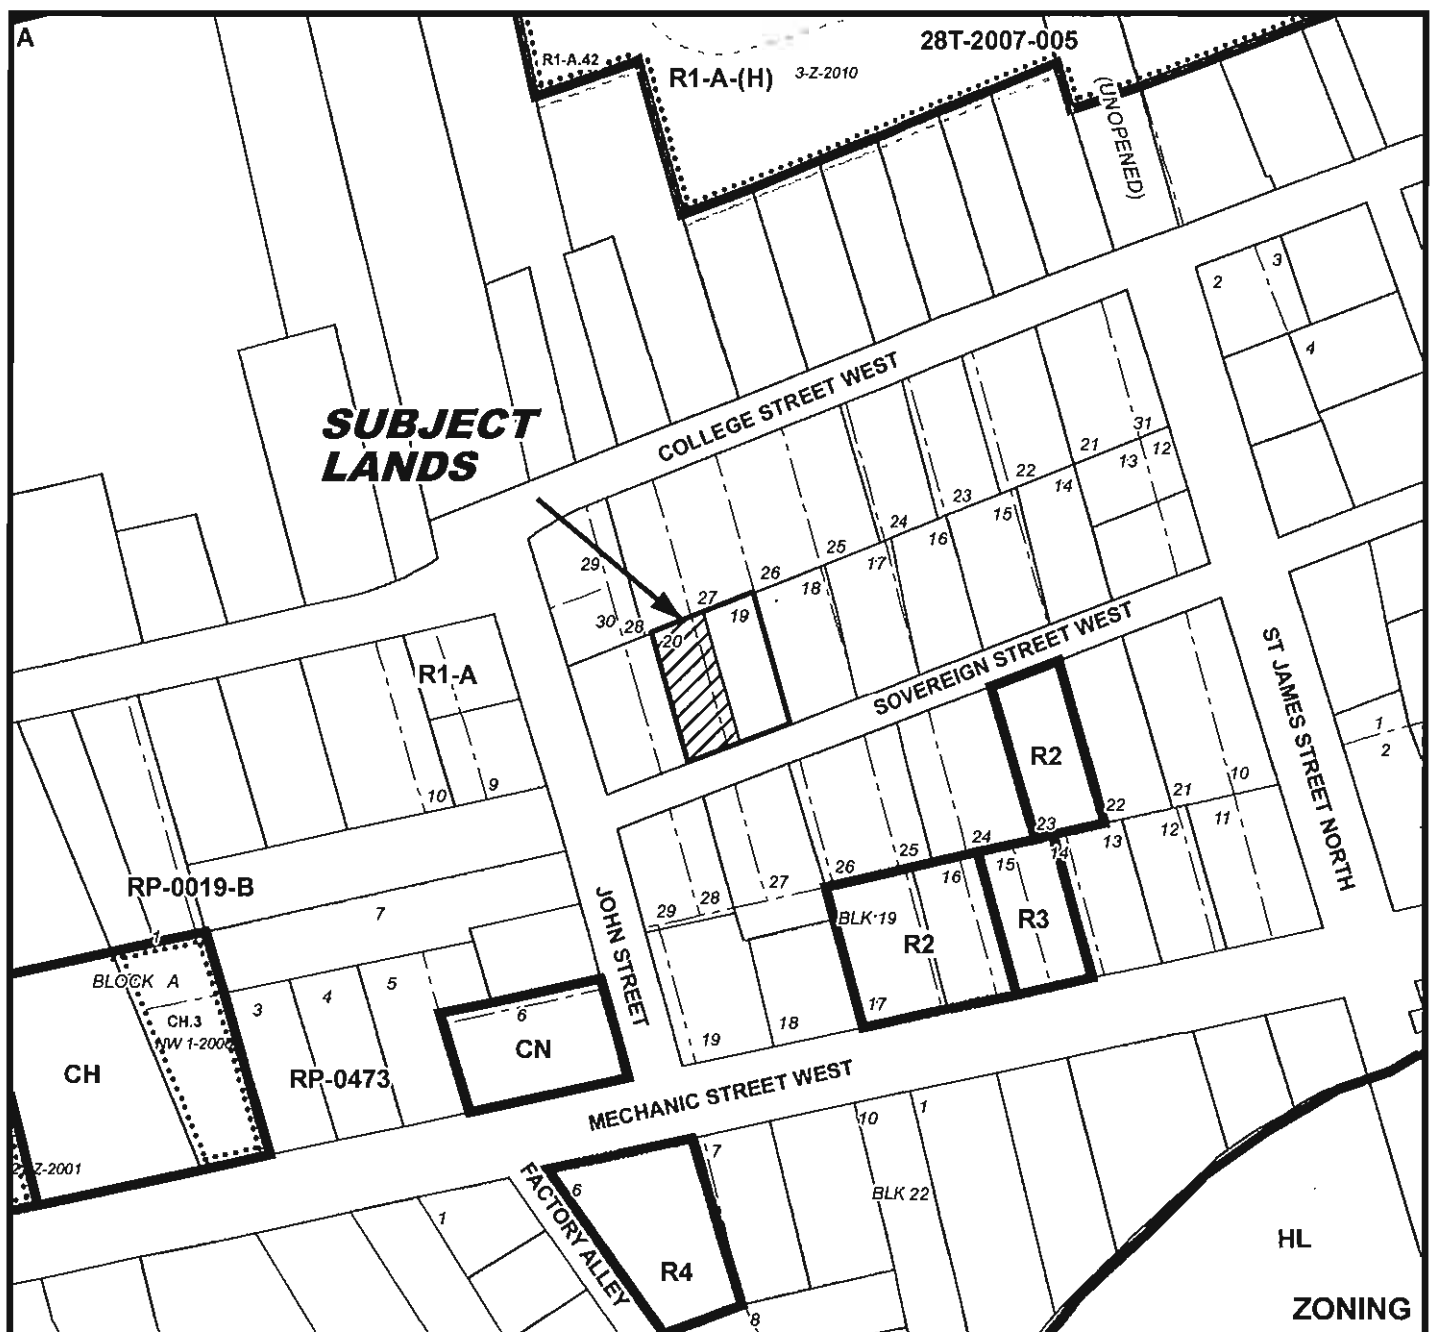 A
28T-2007-005
R1-A.42
R1-A-(H)
3-Z-2010
(UNOPENED)
2
3
4
COLLEGE STREET WEST
SUBJECT
LANDS
31
21
12
13
22
14
23
15
24
16
25
17
26
18
29
27
19
30
28
20
R1-A
SOVEREIGN STREET WEST
ST JAMES STREET NORTH
10
9
R2
1
2
10
21
22
11
23
12
13
24
14
25
15
26
16
27
28
29
RP-0019-B
7
1
JOHN STREET
BLK 19
R2
R3
BLOCK A
3
4
5
6
17
CH.3
18
19
CN
CH
RP-0473
MECHANIC STREET WEST
10
1
7
Z-2001
FACTORY ALLEY
6
BLK 22
1
HL
R4
ZONING
8